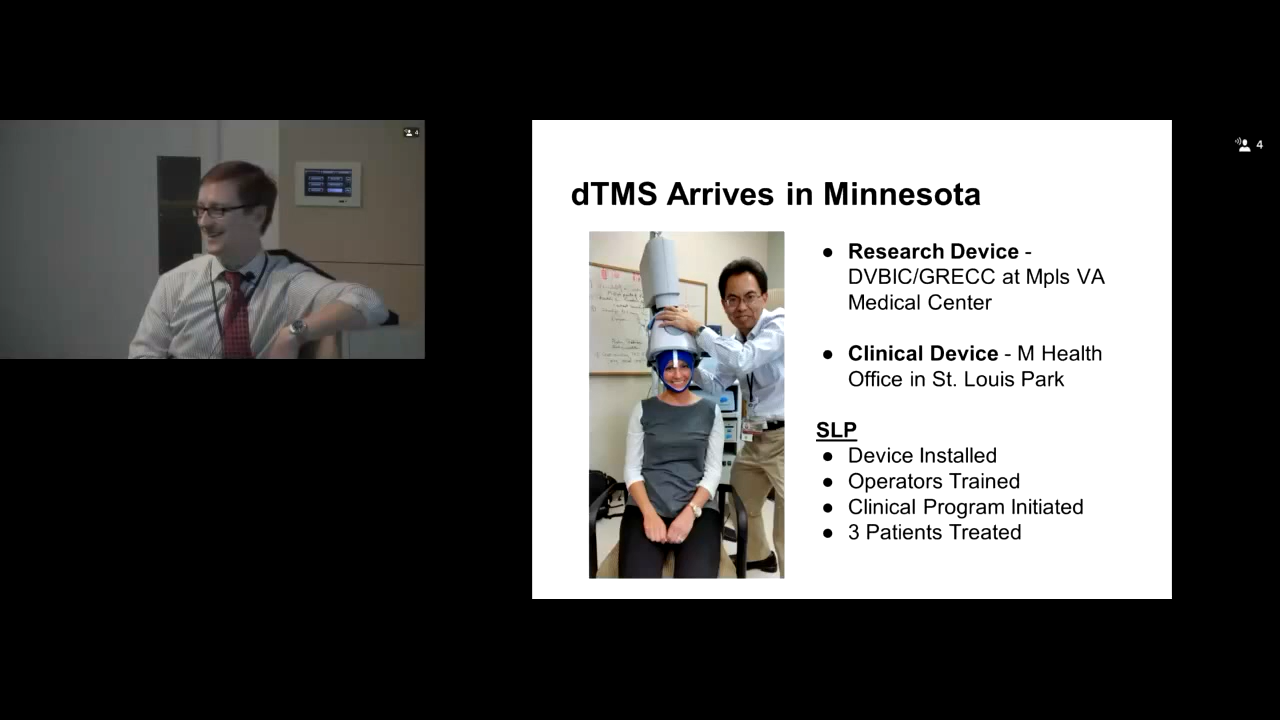 4
4
dTMS Arrives in Minnesota
● Research Device -
DVBIC/GRECC at Mpls VA
Medical Center
● Clinical Device - M Health
Office in St. Louis Park
SLP
● Device Installed
● Operators Trained
● Clinical Program Initiated
● 3 Patients Treated